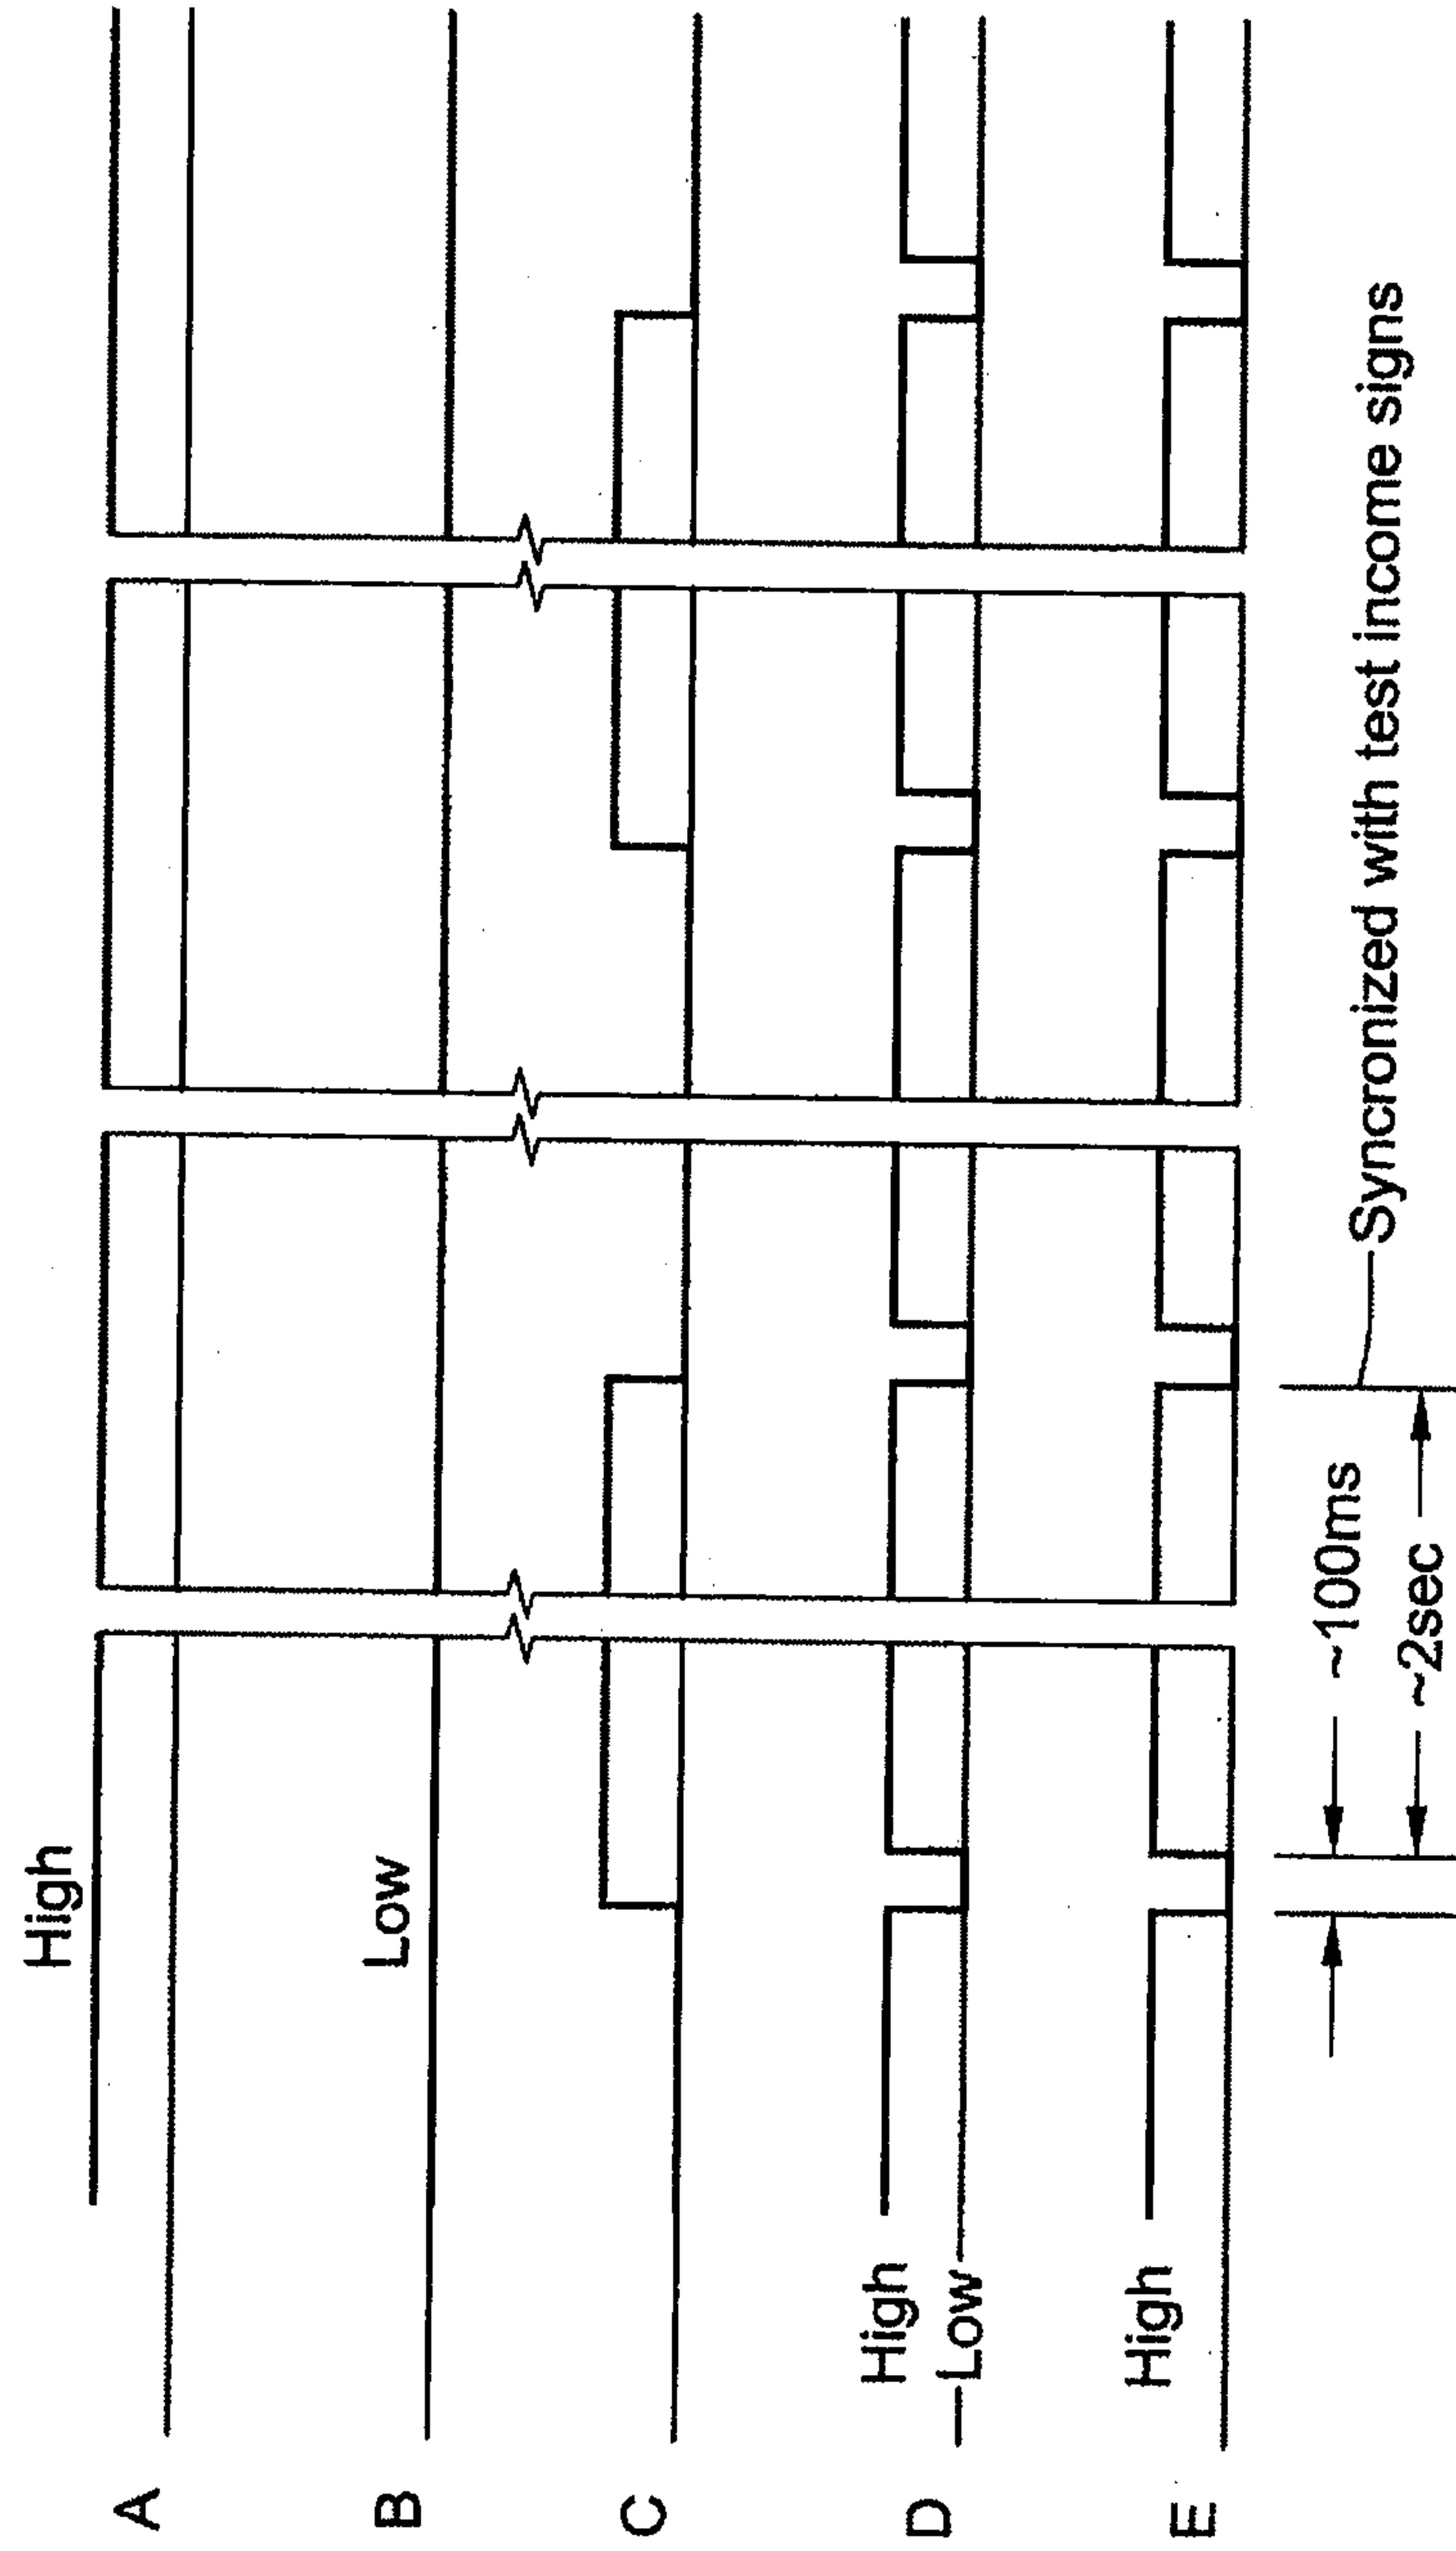 A
High
B
Low
C
D
High
Low
E
High
~100ms
~2sec
Syncronized with test income signs